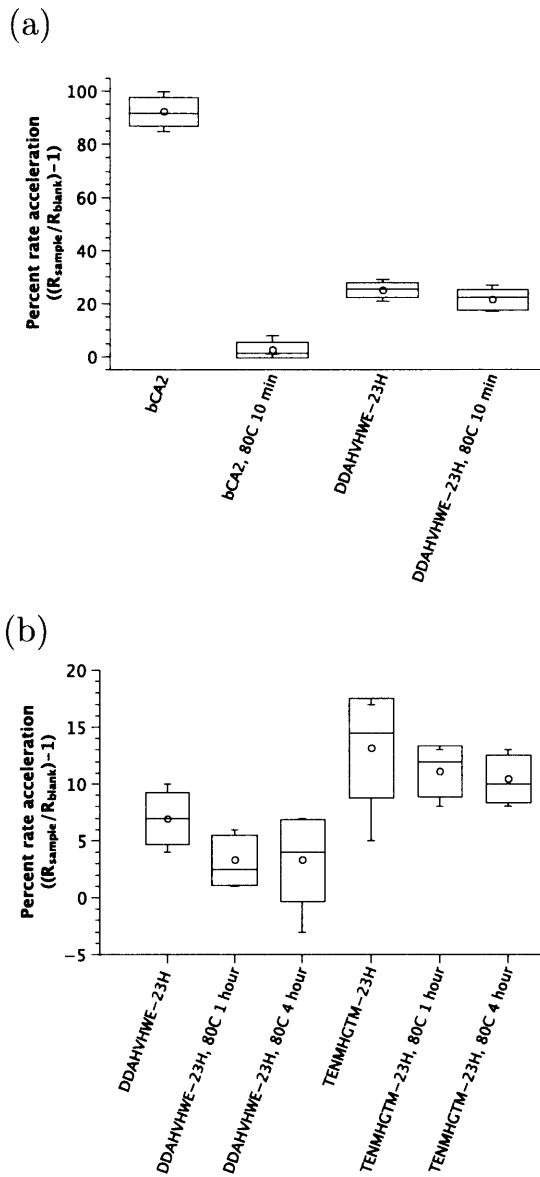 (a)
Percent rate acceleration
((Rsample/Rblank)−1)
100
80
60
40
20
0
bCA2
bCA2, 80C 10 min
DDAHVHWE−23H
DDAHVHWE−23H, 80C 10 min
(b)
Percent rate acceleration
((Rsample/Rblank)−1)
20
15
10
5
0
−5
DDAHVHWE−23H
DDAHVHWE−23H, 80C 1 hour
DDAHVHWE−23H, 80C 4 hour
TENMHGTM−23H
TENMHGTM−23H, 80C 1 hour
TENMHGTM−23H, 80C 4 hour